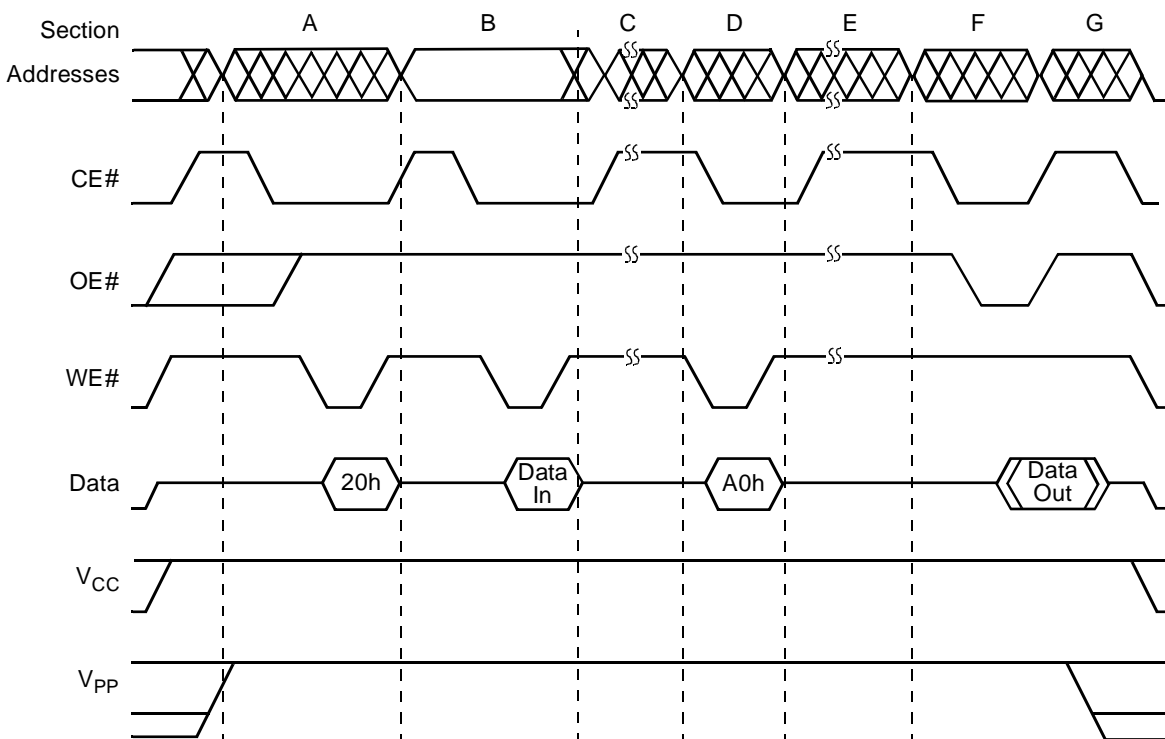 Section A B C D E F G
Addresses
CE#
OE#
WE#
Data 20h Data In A0h Data Out
VCC
VPP